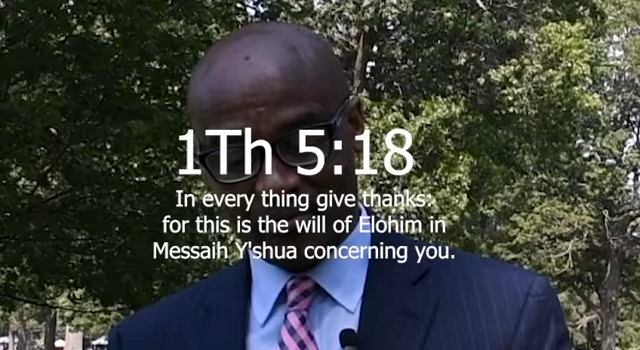 1Th 5:18
In every thing give thanks:
for this is the will of Elohim in
Messaih Y'shua concerning you.